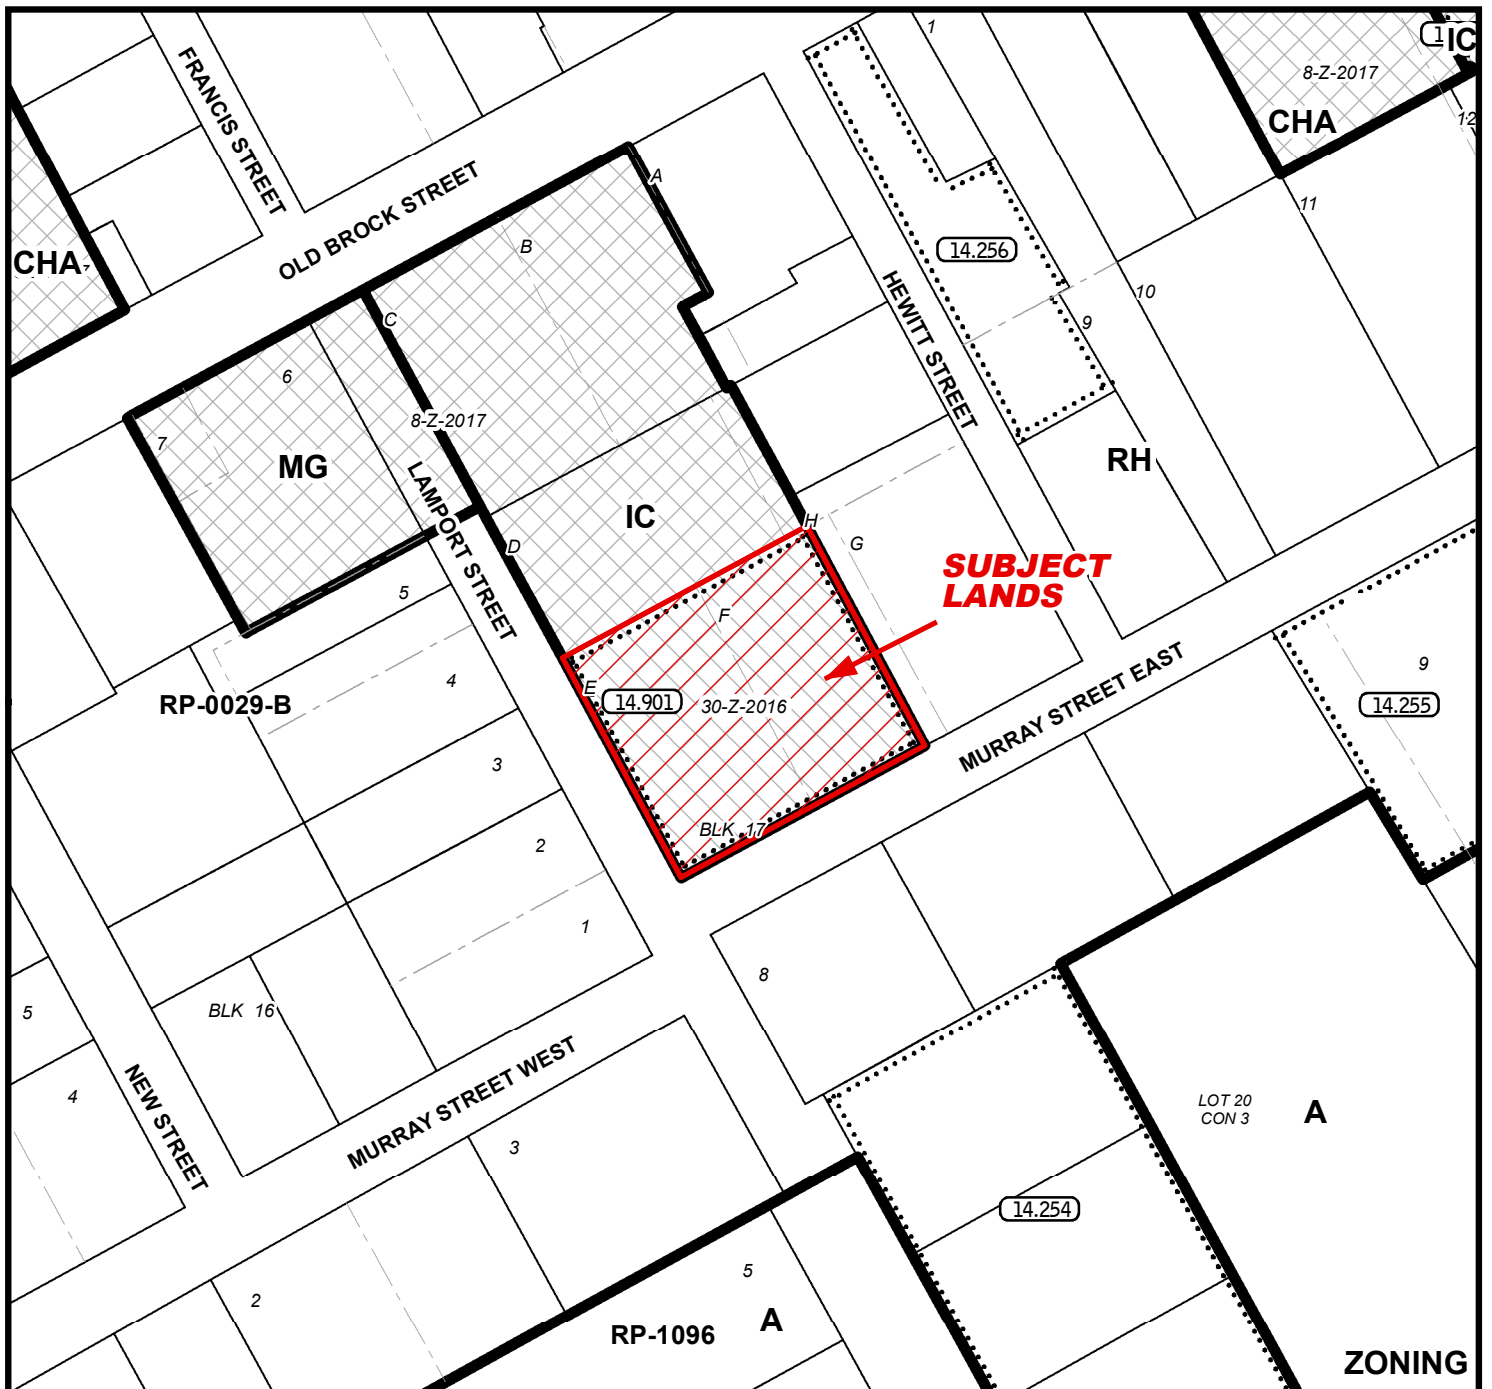 1
IC
1
8-Z-2017
CHA
12
FRANCIS STREET
OLD BROCK STREET
A
B
11
14.256
CHA
7
HEWITT STREET
10
9
C
6
8-Z-2017
7
MG
LAMPORT STREET
RH
IC
H
D
G
SUBJECT
LANDS
5
F
MURRAY STREET EAST
9
4
E
14.901
30-Z-2016
RP-0029-B
14.255
3
BLK 17
2
1
8
BLK 16
5
NEW STREET
4
MURRAY STREET WEST
LOT 20
CON 3
A
3
14.254
5
2
RP-1096
A
ZONING